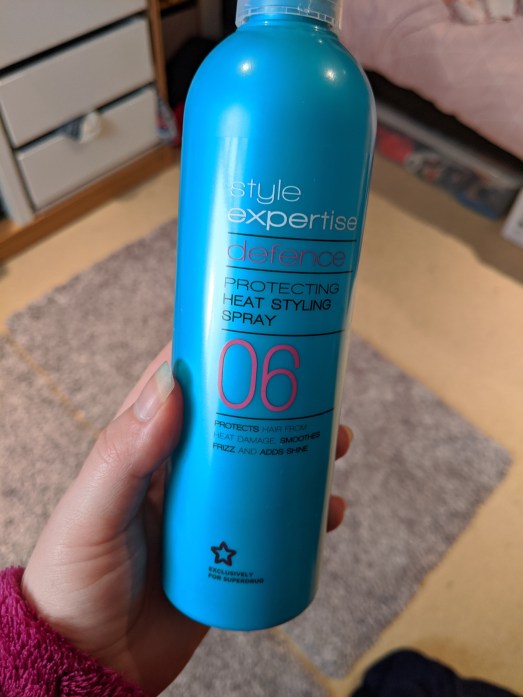 style
expertise
defence
PROTECTING
HEAT STYLING
SPRAY
06
PROTECTS HAIR FROM
HEAT DAMAGE, SMOOTHES
FRIZZ AND ADDS SHINE
EXCLUSIVELY
FOR SUPERDRUG